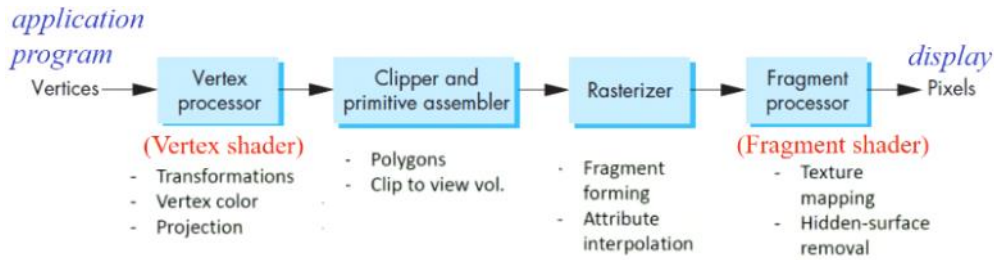 application
program
Vertices
Vertex
processor
(Vertex shader)
- Transformations
- Vertex color
- Projection
Clipper and
primitive assembler
- Polygons
- Clip to view vol.
Rasterizer
- Fragment
forming
- Attribute
interpolation
Fragment
processor
(Fragment shader)
- Texture
mapping
- Hidden-surface
removal
display
Pixels